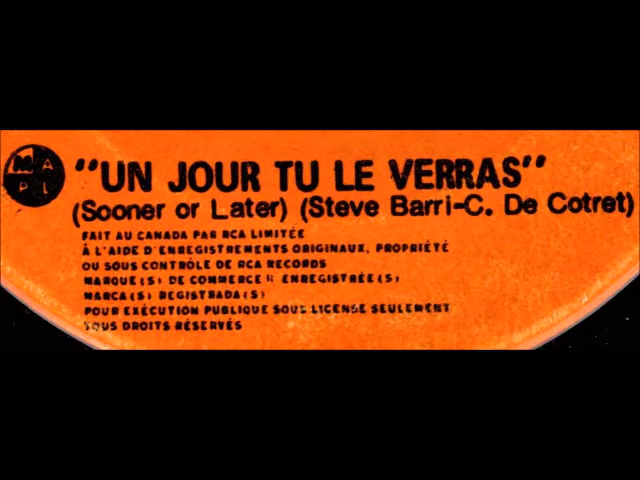 M A
P L
"UN JOUR TU LE VERRAS"
(Sooner or Later) (Steve Barri-C. De Cotret)
FAIT AU CANADA PAR RCA LIMITÉE
À L'AIDE D'ENREGISTREMENTS ORIGINAUX, PROPRIÉTÉ
OU SOUS CONTRÔLE DE RCA RECORDS
MARQUE(S) DE COMMERCE ENREGISTRÉE(S)
MARCA(S) REGISTRADA(S)
POUR EXÉCUTION PUBLIQUE SOUS LICENSE SEULEMENT
TOUS DROITS RÉSERVÉS